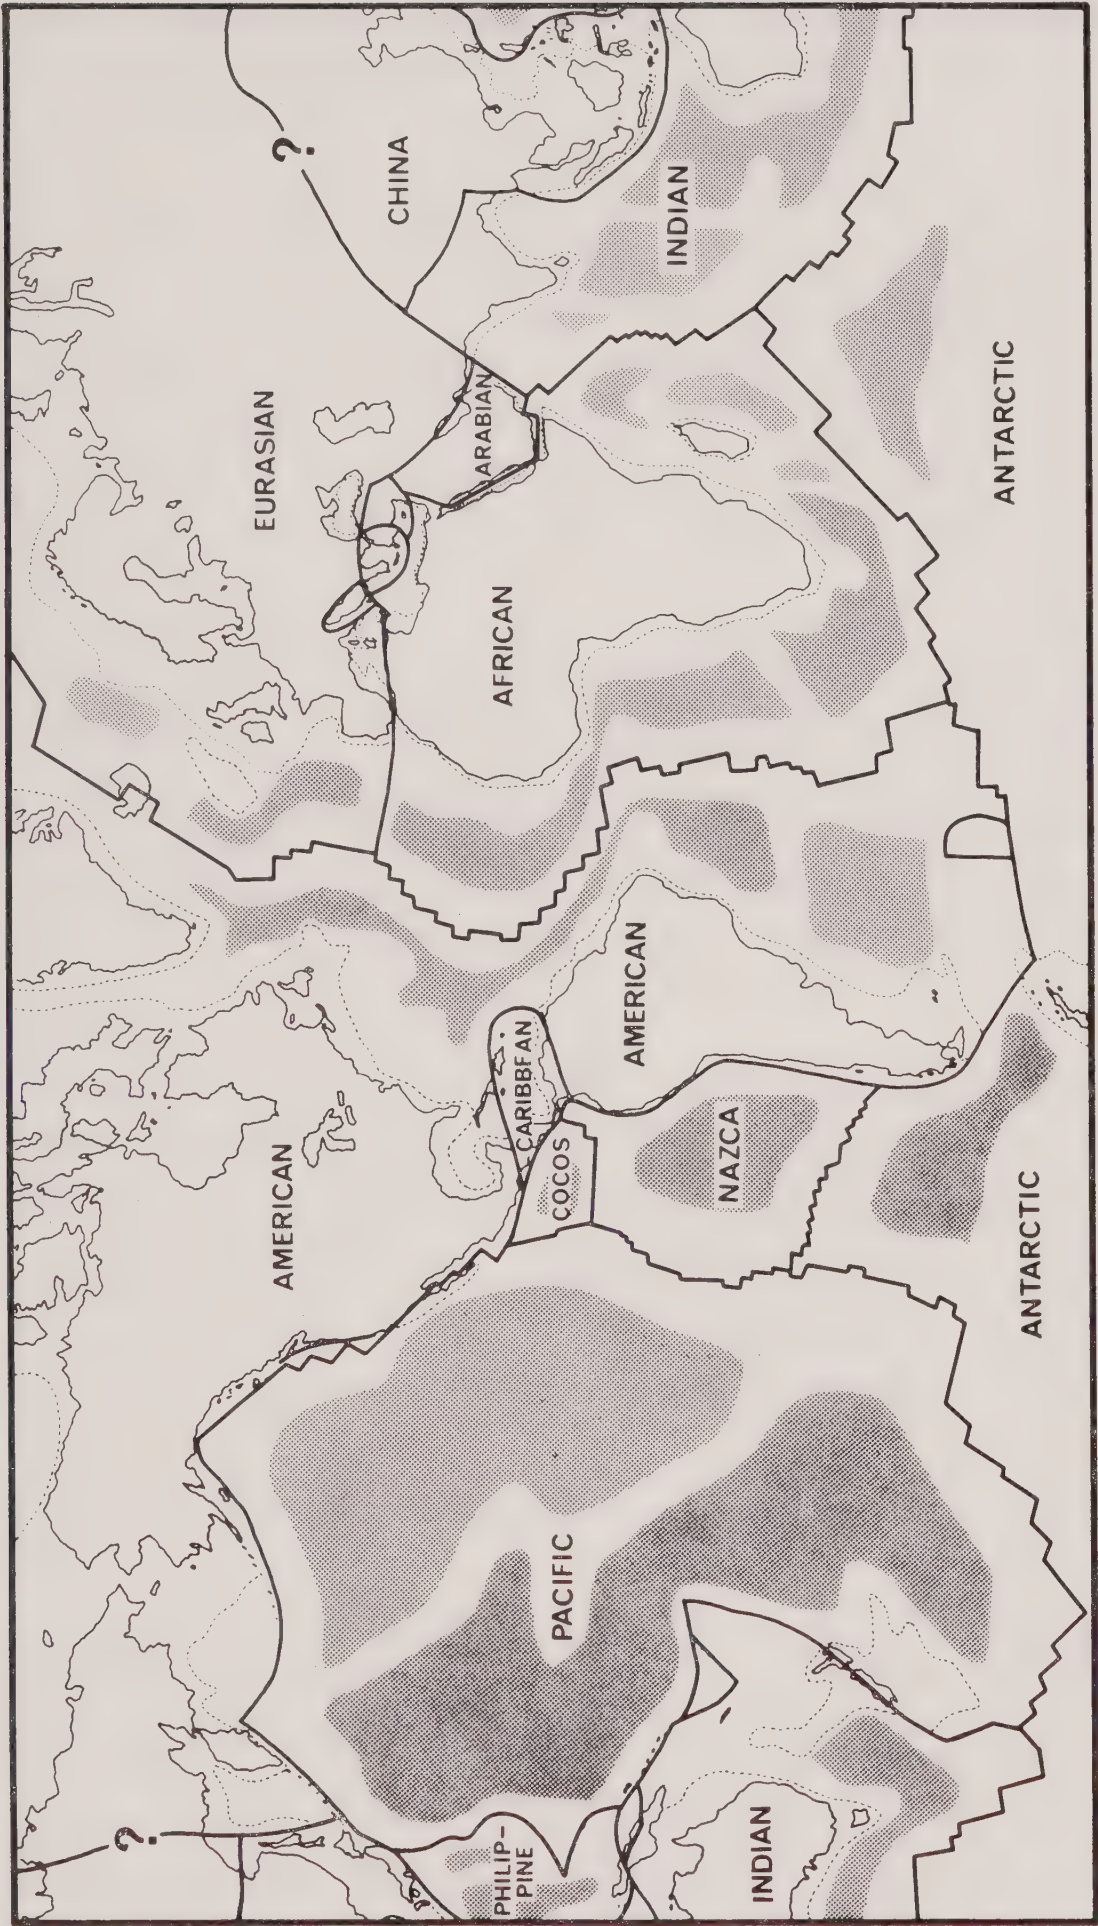 ?
AMERICAN
EURASIAN
?
CHINA
ARABIAN
AFRICAN
PHILIP-
PINE
CARIBBEAN
COCOS
PACIFIC
AMERICAN
INDIAN
NAZCA
INDIAN
ANTARCTIC
ANTARCTIC